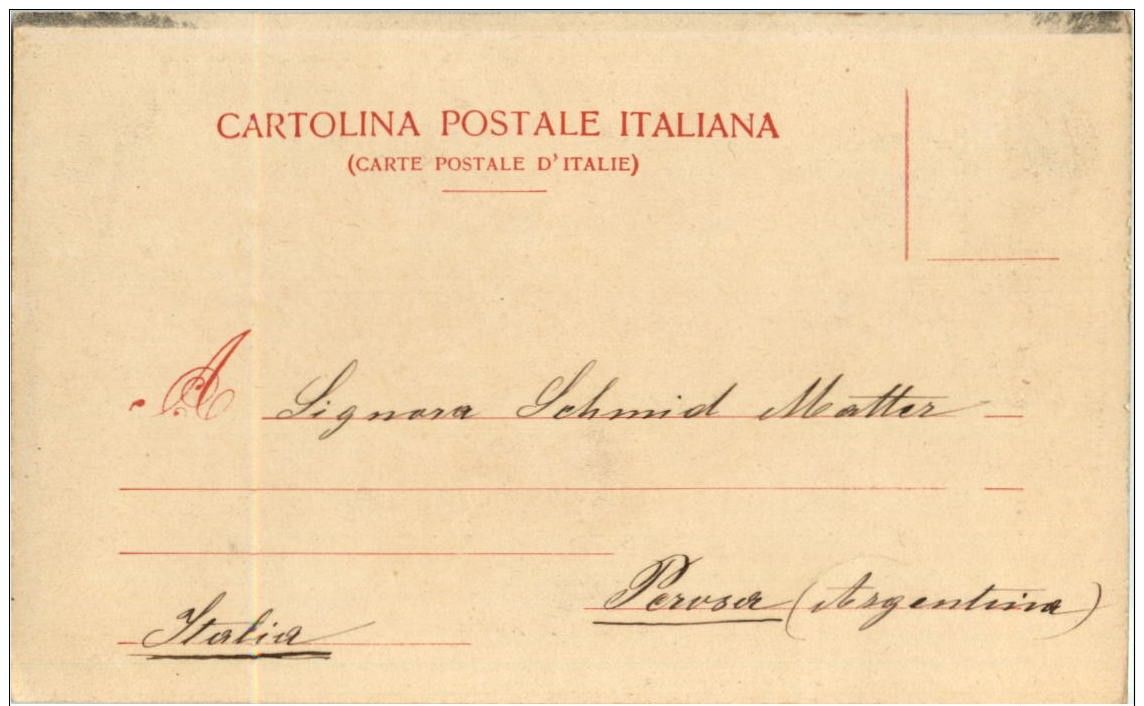 CARTOLINA POSTALE ITALIANA
(CARTE POSTALE D'ITALIE)
A Signora Schmid Matter
Perosa (Argentina)
Italia